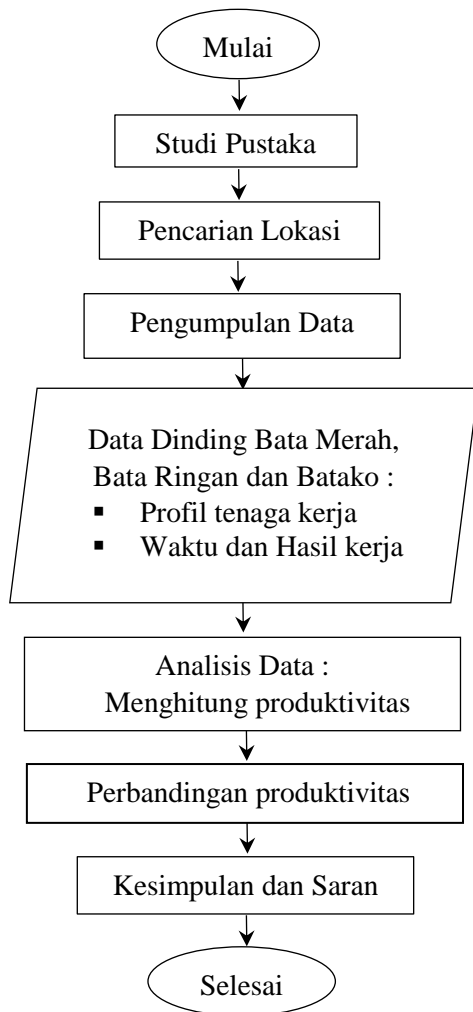 Mulai
Studi Pustaka
Pencarian Lokasi
Pengumpulan Data
Data Dinding Bata Merah,
Bata Ringan dan Batako :
▪ Profil tenaga kerja
▪ Waktu dan Hasil kerja
Analisis Data :
Menghitung produktivitas
Perbandingan produktivitas
Kesimpulan dan Saran
Selesai